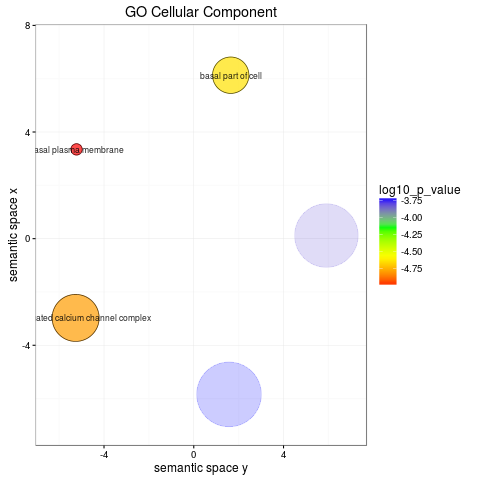 GO Cellular Component
8
4
0
-4
semantic space x
basal part of cell
asal plasma membrane
ated calcium channel complex
-4
0
4
semantic space y
log10_p_value
-3.75
-4.00
-4.25
-4.50
-4.75